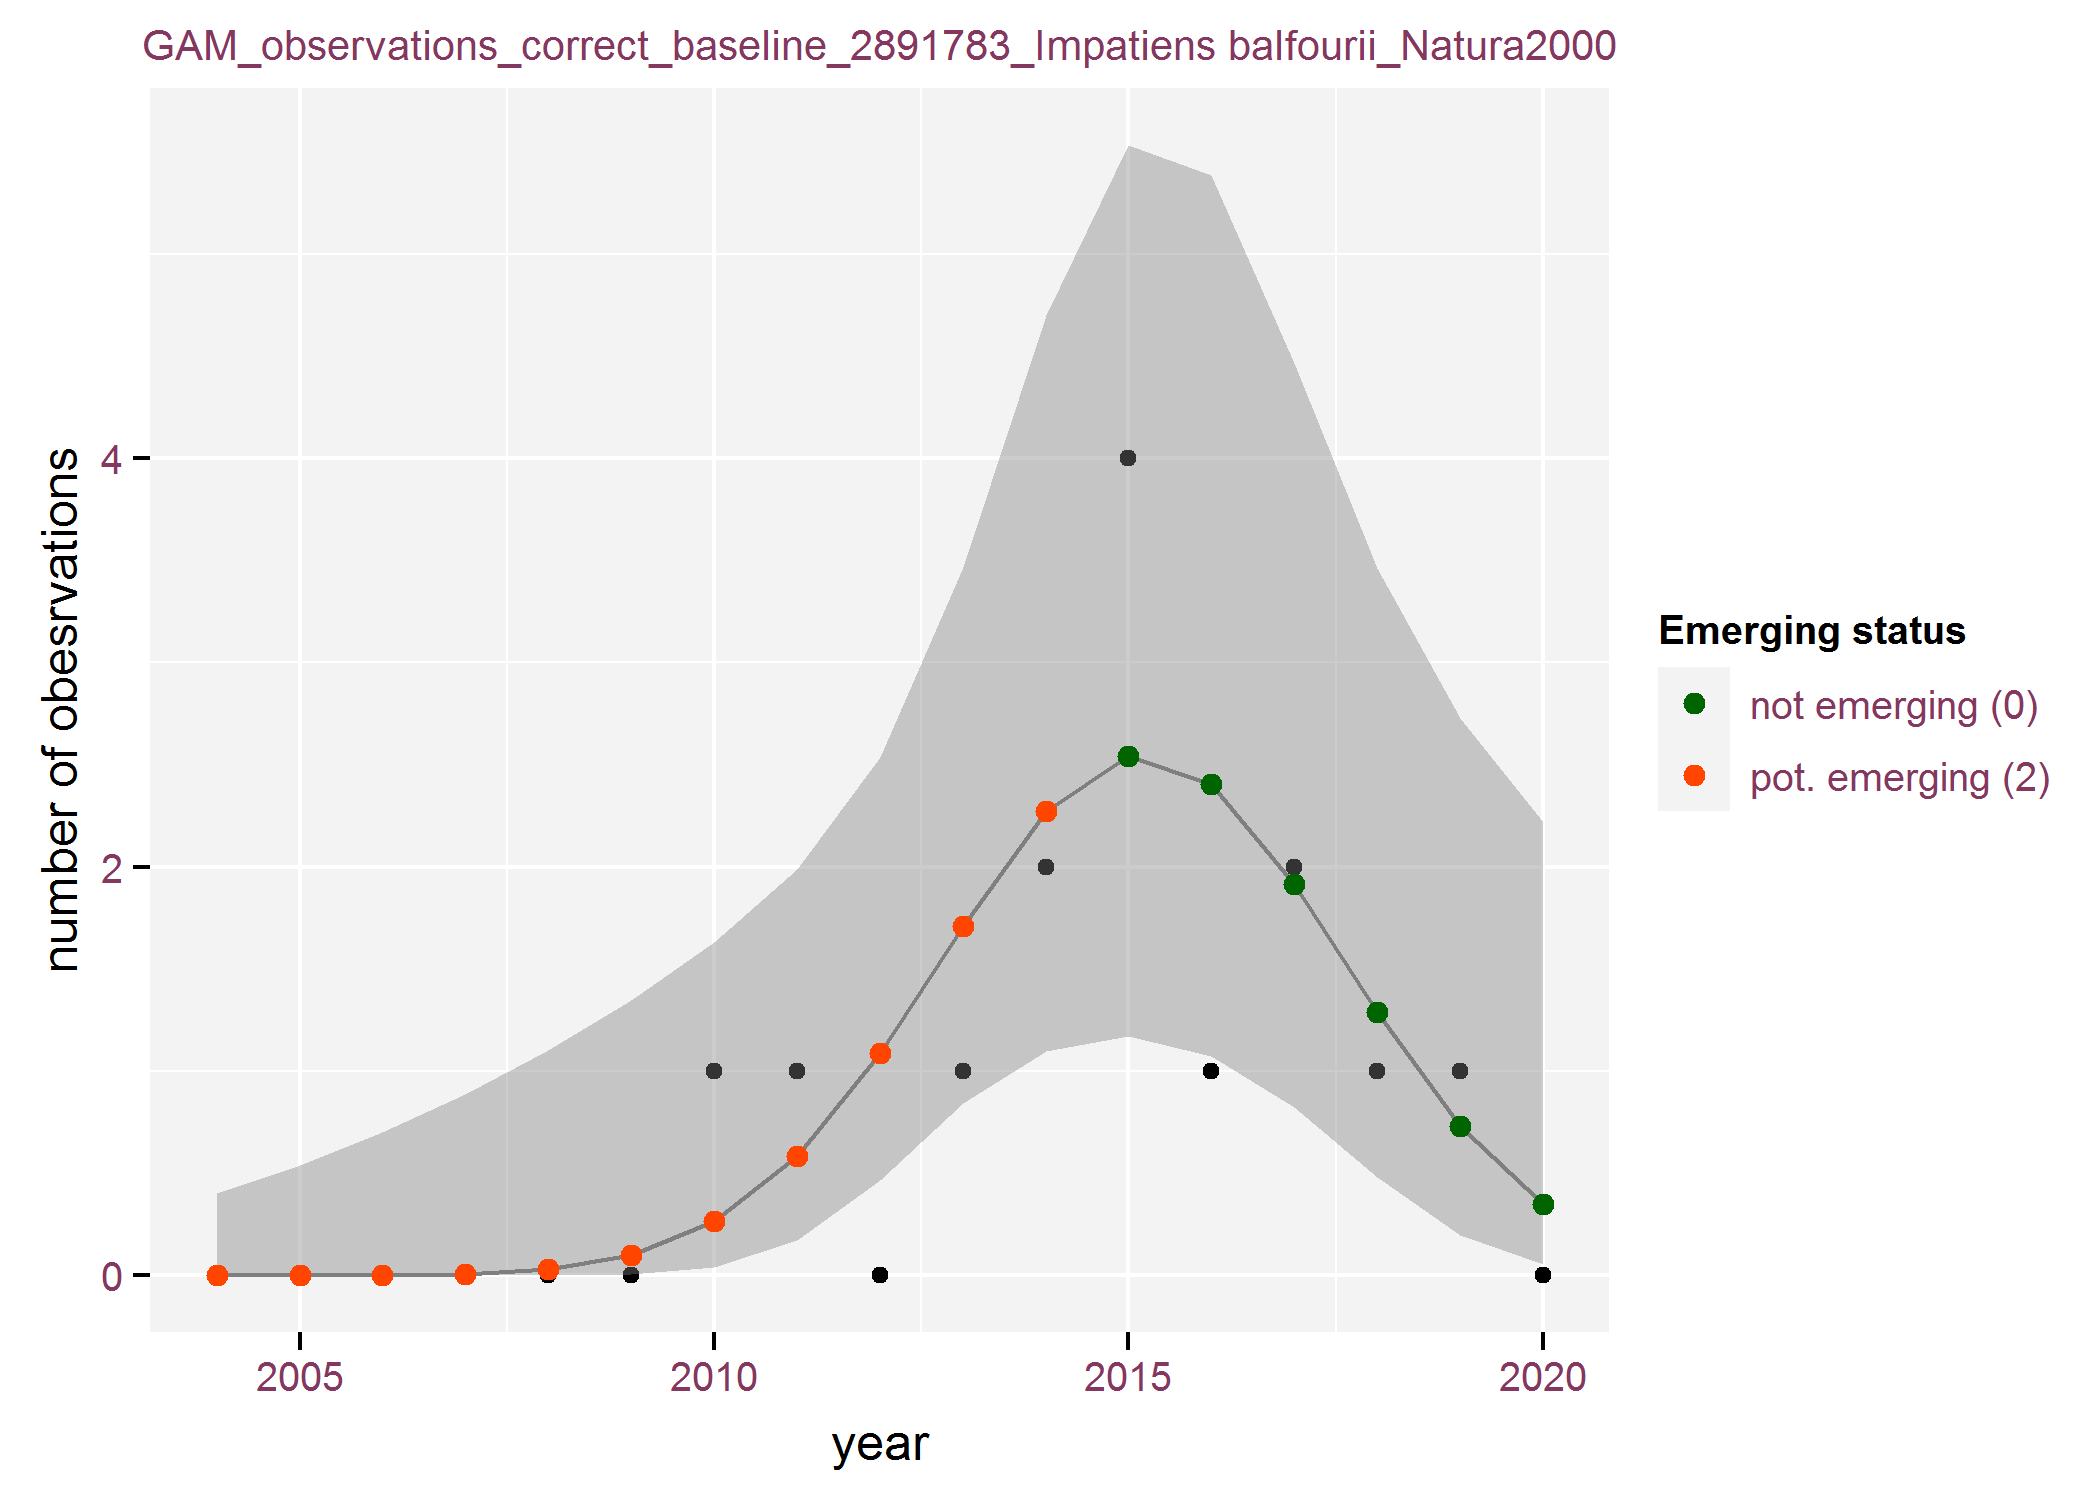 GAM_observations_correct_baseline_2891783_Impatiens balfourii_Natura2000
number of obesrvations
4
2
0
2005
2010
2015
2020
year
Emerging status
not emerging (0)
pot. emerging (2)